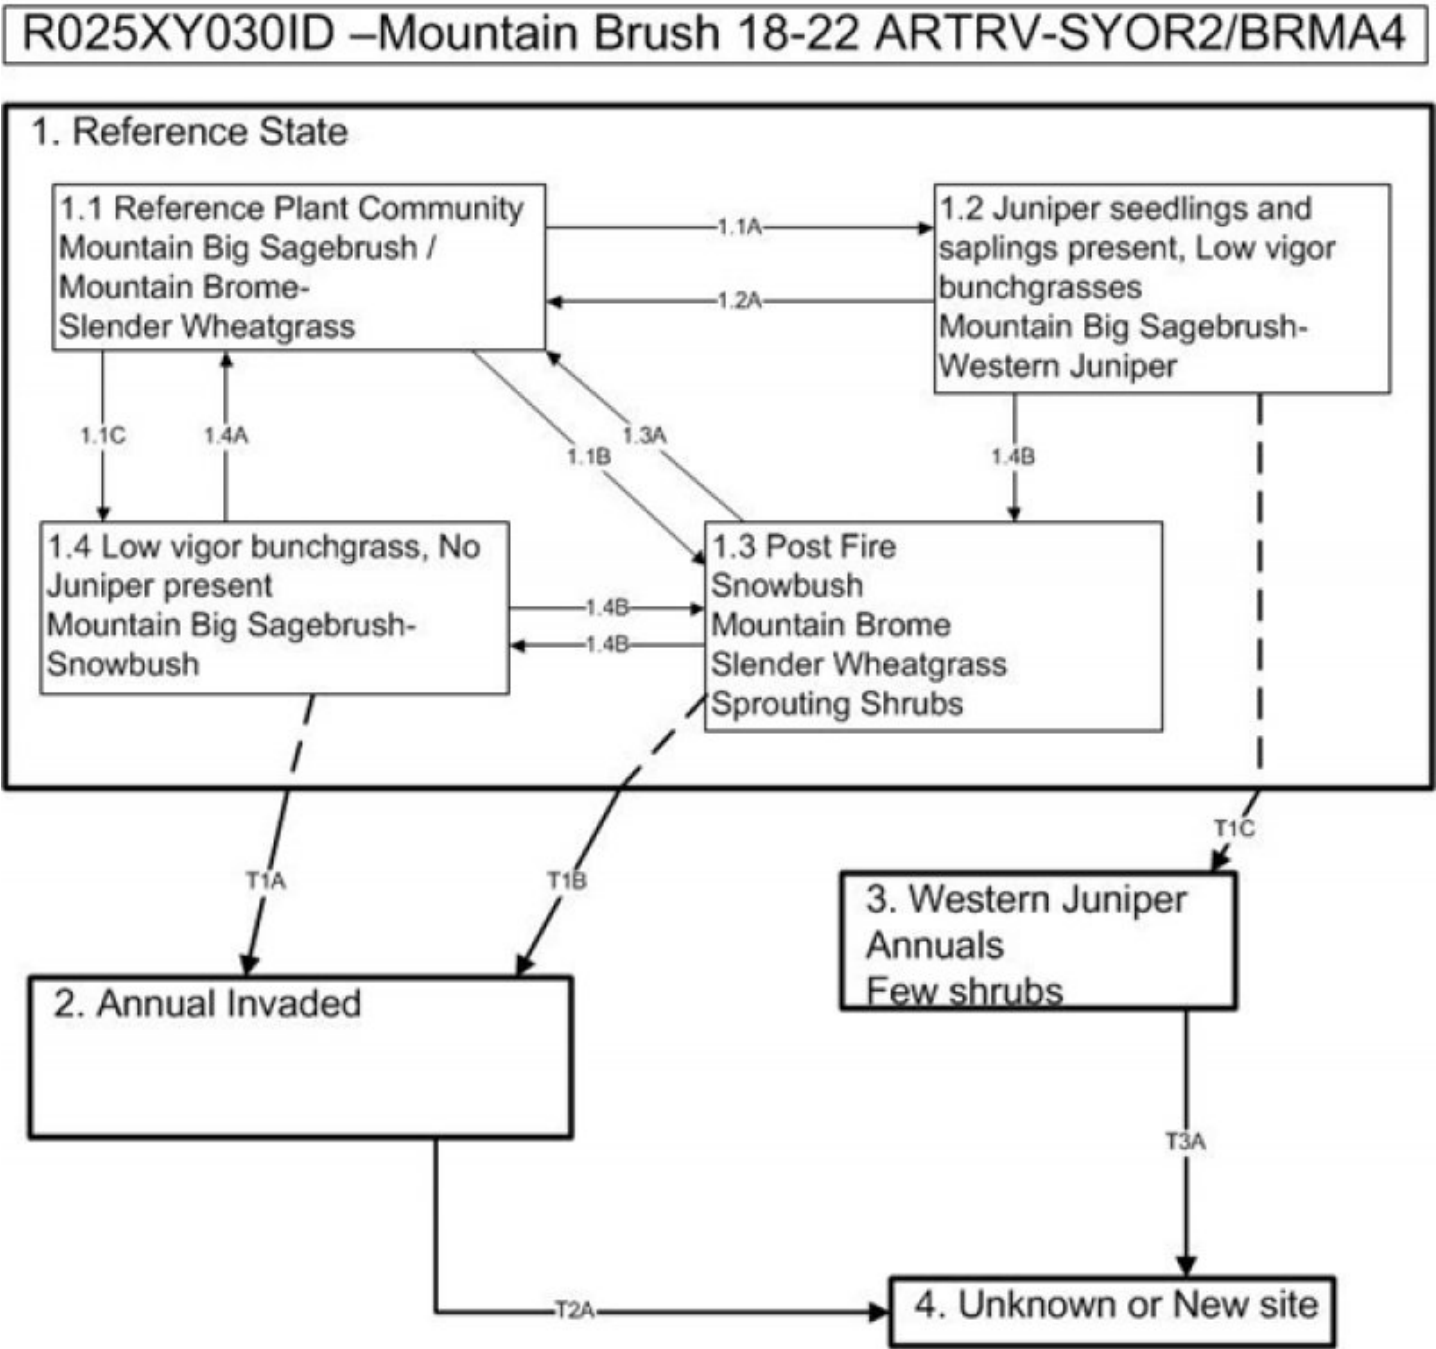 R025XY030ID –Mountain Brush 18-22 ARTRV-SYOR2/BRMA4
1. Reference State
1.1 Reference Plant Community
Mountain Big Sagebrush /
Mountain Brome-
Slender Wheatgrass
1.1A
1.2A
1.2 Juniper seedlings and
saplings present, Low vigor
bunchgrasses
Mountain Big Sagebrush-
Western Juniper
1.1C
1.4A
1.1B
1.3A
1.4B
1.4 Low vigor bunchgrass, No
Juniper present
Mountain Big Sagebrush-
Snowbush
1.4B
1.4B
1.3 Post Fire
Snowbush
Mountain Brome
Slender Wheatgrass
Sprouting Shrubs
T1A
T1B
T1C
2. Annual Invaded
3. Western Juniper
Annuals
Few shrubs
T3A
T2A
4. Unknown or New site